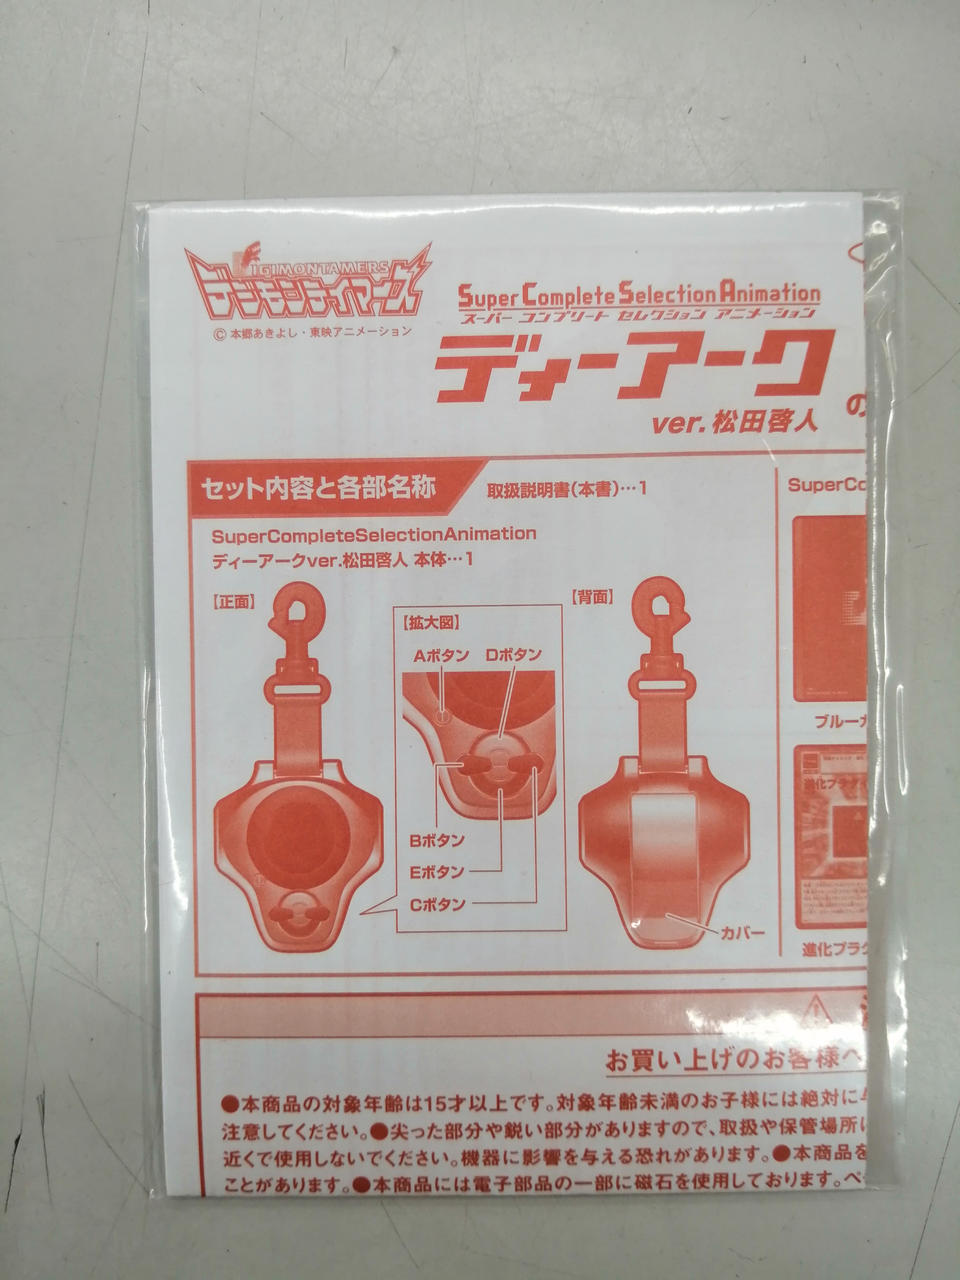 DIGIMONTAMERS
デジモンテイマーズ
© 本郷あきよし・東映アニメーション
Super Complete Selection Animation
スーパー コンプリート セレクション アニメーション
ディーアーク
の
ver.松田啓人
セット内容と各部名称
取扱説明書(本書)…1
SuperCompleteSelectionAnimation
ディーアークver.松田啓人 本体…1
【正面】
【拡大図】
Aボタン Dボタン
Bボタン
Eボタン
Cボタン
【背面】
カバー
SuperCo
ブルーカ
進化プラグ
お買い上げのお客様へ
●本商品の対象年齢は15才以上です。対象年齢未満のお子様には絶対に
注意してください。●尖った部分や鋭い部分がありますので、取扱や保管場所に
近くで使用しないでください。機器に影響を与える恐れがあります。●本商品を
ことがあります。●本商品には電子部品の一部に磁石を使用しております。ペ